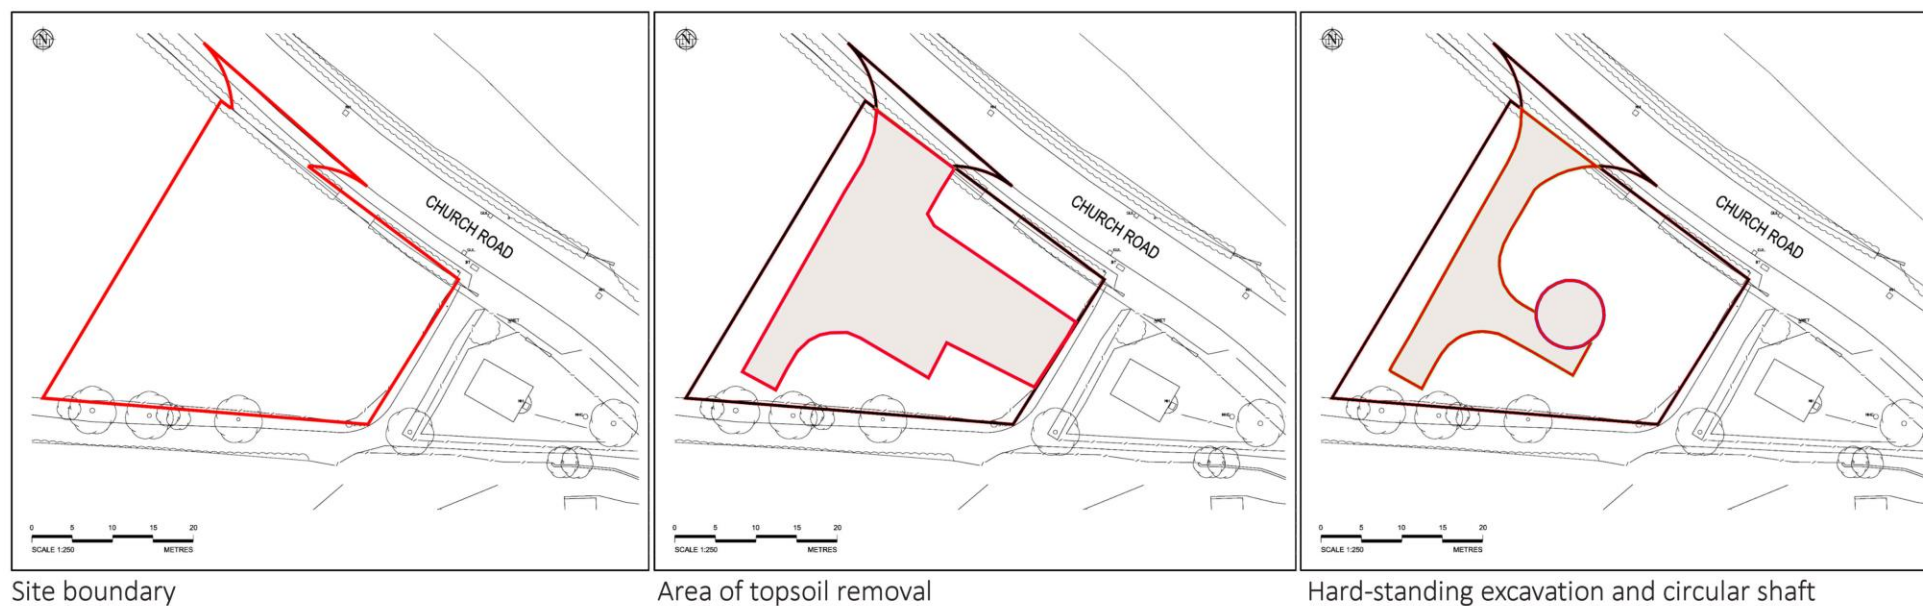 N
CHURCH ROAD
0 5 10 15 20
SCALE 1:250 METRES
Site boundary
N
CHURCH ROAD
0 5 10 15 20
SCALE 1:250 METRES
Area of topsoil removal
N
CHURCH ROAD
0 5 10 15 20
SCALE 1:250 METRES
Hard-standing excavation and circular shaft